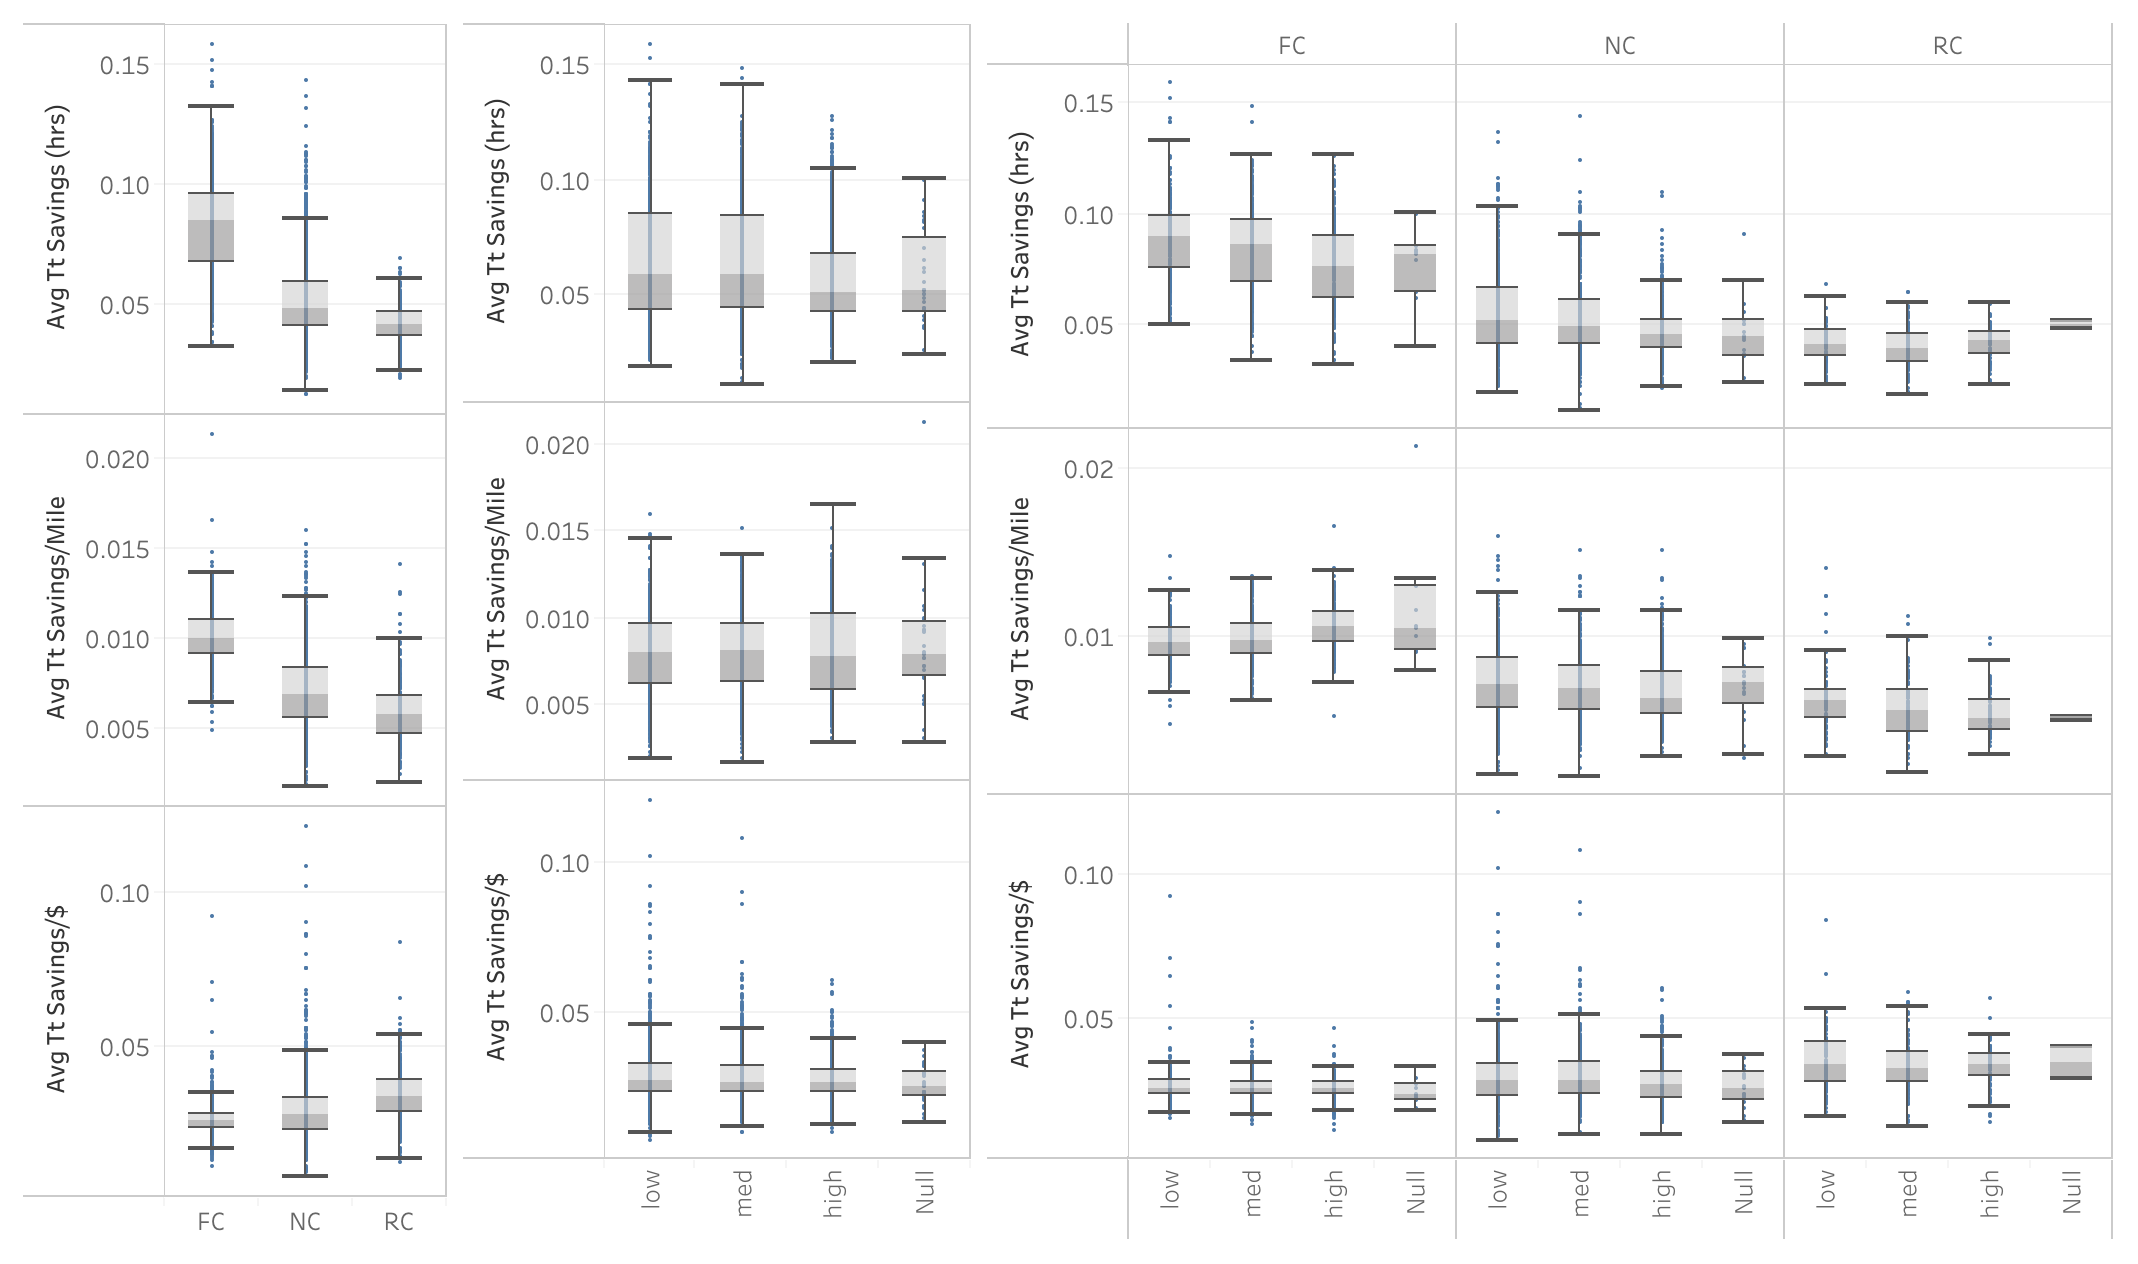 Avg Tt Savings (hrs)
0.15
0.10
0.05
Avg Tt Savings/Mile
0.020
0.015
0.010
0.005
Avg Tt Savings/$
0.10
0.05
FC NC RC
Avg Tt Savings (hrs)
0.15
0.10
0.05
Avg Tt Savings/Mile
0.020
0.015
0.010
0.005
Avg Tt Savings/$
0.10
0.05
low med high Null
FC NC RC
Avg Tt Savings (hrs)
0.15
0.10
0.05
Avg Tt Savings/Mile
0.02
0.01
Avg Tt Savings/$
0.10
0.05
low med high Null low med high Null low med high Null